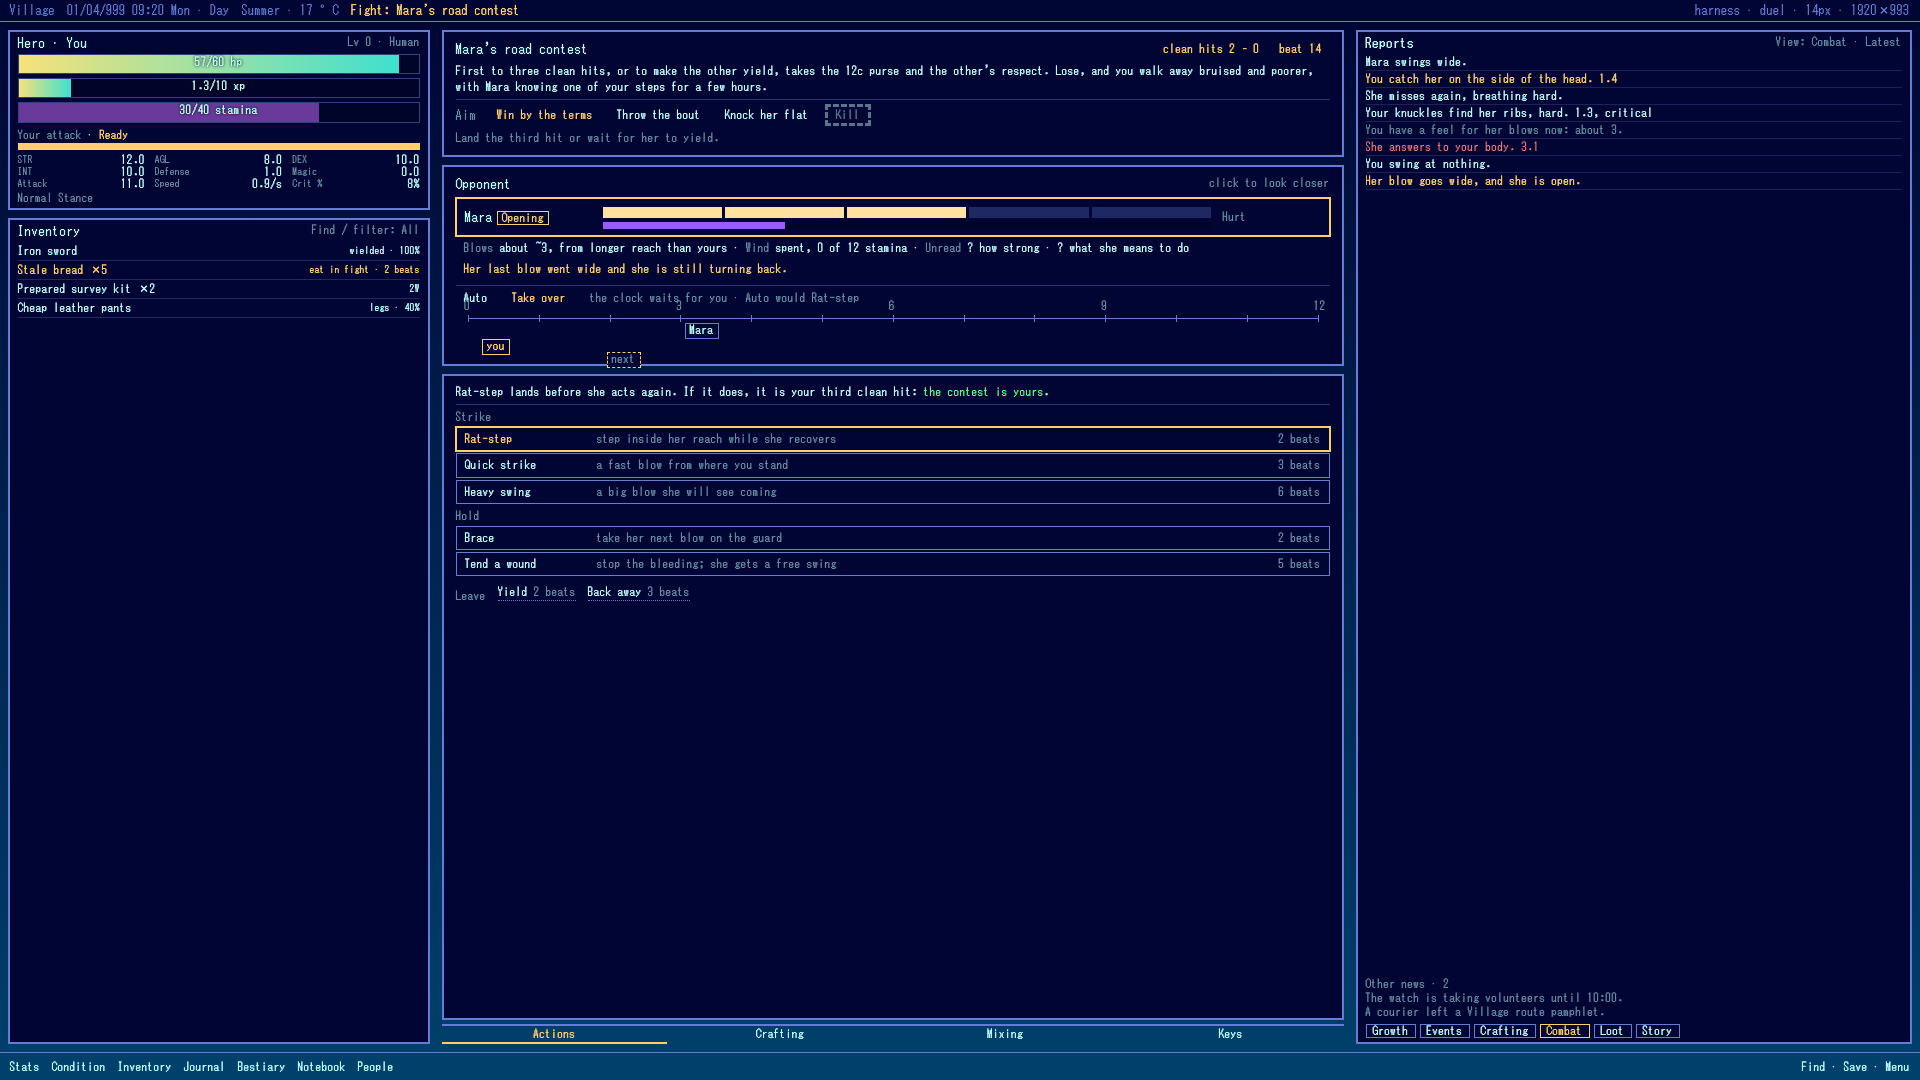 Village 01/04/999 09:20 Mon · Day Summer · 17 ° C Fight: Mara's road contest
harness · duel · 14px · 1920×993
Hero · You
Lv 0 · Human
57/60 hp
1.3/10 xp
30/40 stamina
Your attack · Ready
STR 12.0 AGL 8.0 DEX 10.0
INT 10.0 Defense 1.0 Magic 0.0
Attack 11.0 Speed 0.9/s Crit % 8%
Normal Stance
Inventory
Find / filter: All
Iron sword wielded · 100%
Stale bread ×5 eat in fight · 2 beats
Prepared survey kit ×2 2W
Cheap leather pants legs · 40%
Mara's road contest
clean hits 2 - 0 beat 14
First to three clean hits, or to make the other yield, takes the 12c purse and the other's respect. Lose, and you walk away bruised and poorer,
with Mara knowing one of your steps for a few hours.
Aim Win by the terms Throw the bout Knock her flat Kill
Land the third hit or wait for her to yield.
Opponent
click to look closer
Mara Opening Hurt
Blows about ~3, from longer reach than yours · Wind spent, 0 of 12 stamina · Unread ? how strong · ? what she means to do
Her last blow went wide and she is still turning back.
Auto Take over the clock waits for you · Auto would Rat-step
0 3 6 9 12
Mara
you
next
Rat-step lands before she acts again. If it does, it is your third clean hit: the contest is yours.
Strike
Rat-step step inside her reach while she recovers 2 beats
Quick strike a fast blow from where you stand 3 beats
Heavy swing a big blow she will see coming 6 beats
Hold
Brace take her next blow on the guard 2 beats
Tend a wound stop the bleeding; she gets a free swing 5 beats
Leave Yield 2 beats Back away 3 beats
Actions Crafting Mixing Keys
Reports
View: Combat · Latest
Mara swings wide.
You catch her on the side of the head. 1.4
She misses again, breathing hard.
Your knuckles find her ribs, hard. 1.3, critical
You have a feel for her blows now: about 3.
She answers to your body. 3.1
You swing at nothing.
Her blow goes wide, and she is open.
Other news · 2
The watch is taking volunteers until 10:00.
A courier left a Village route pamphlet.
Growth Events Crafting Combat Loot Story
Stats Condition Inventory Journal Bestiary Notebook People
Find · Save · Menu